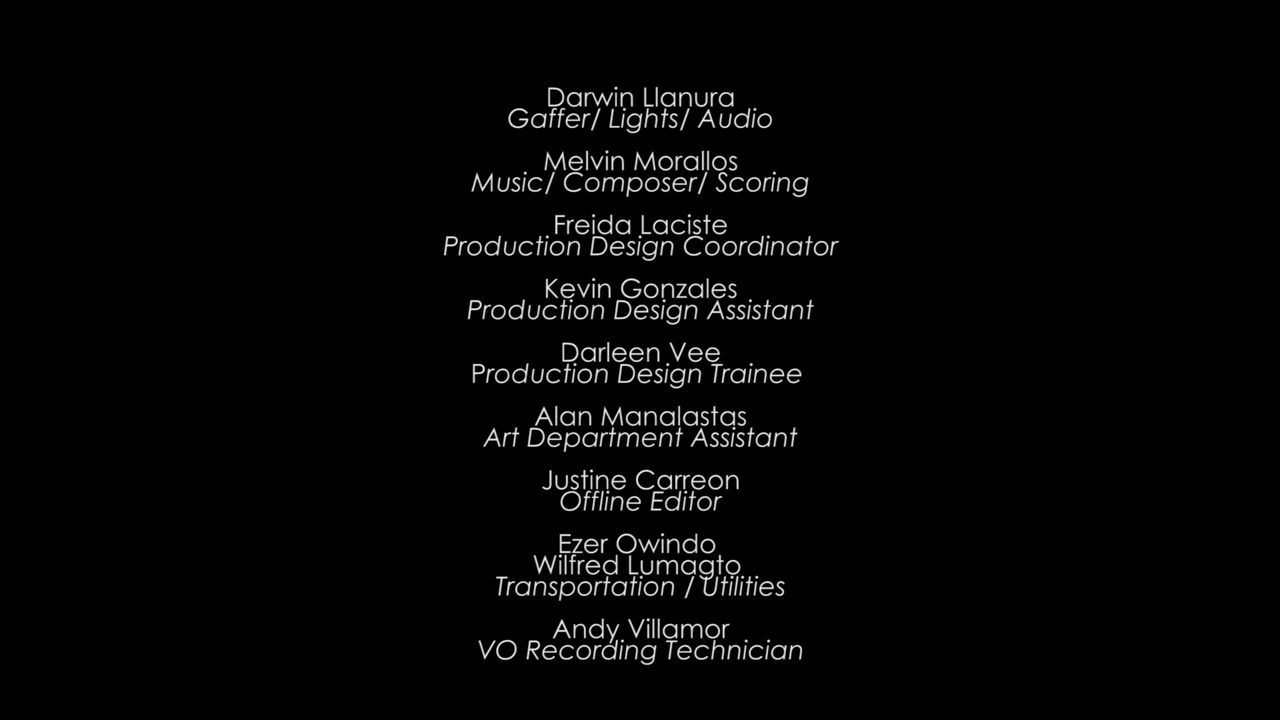 Darwin Llanura
Gaffer/ Lights/ Audio
Melvin Morallos
Music/ Composer/ Scoring
Freida Laciste
Production Design Coordinator
Kevin Gonzales
Production Design Assistant
Darleen Vee
Production Design Trainee
Alan Manalastas
Art Department Assistant
Justine Carreon
Offline Editor
Ezer Owindo
Wilfred Lumagto
Transportation / Utilities
Andy Villamor
VO Recording Technician